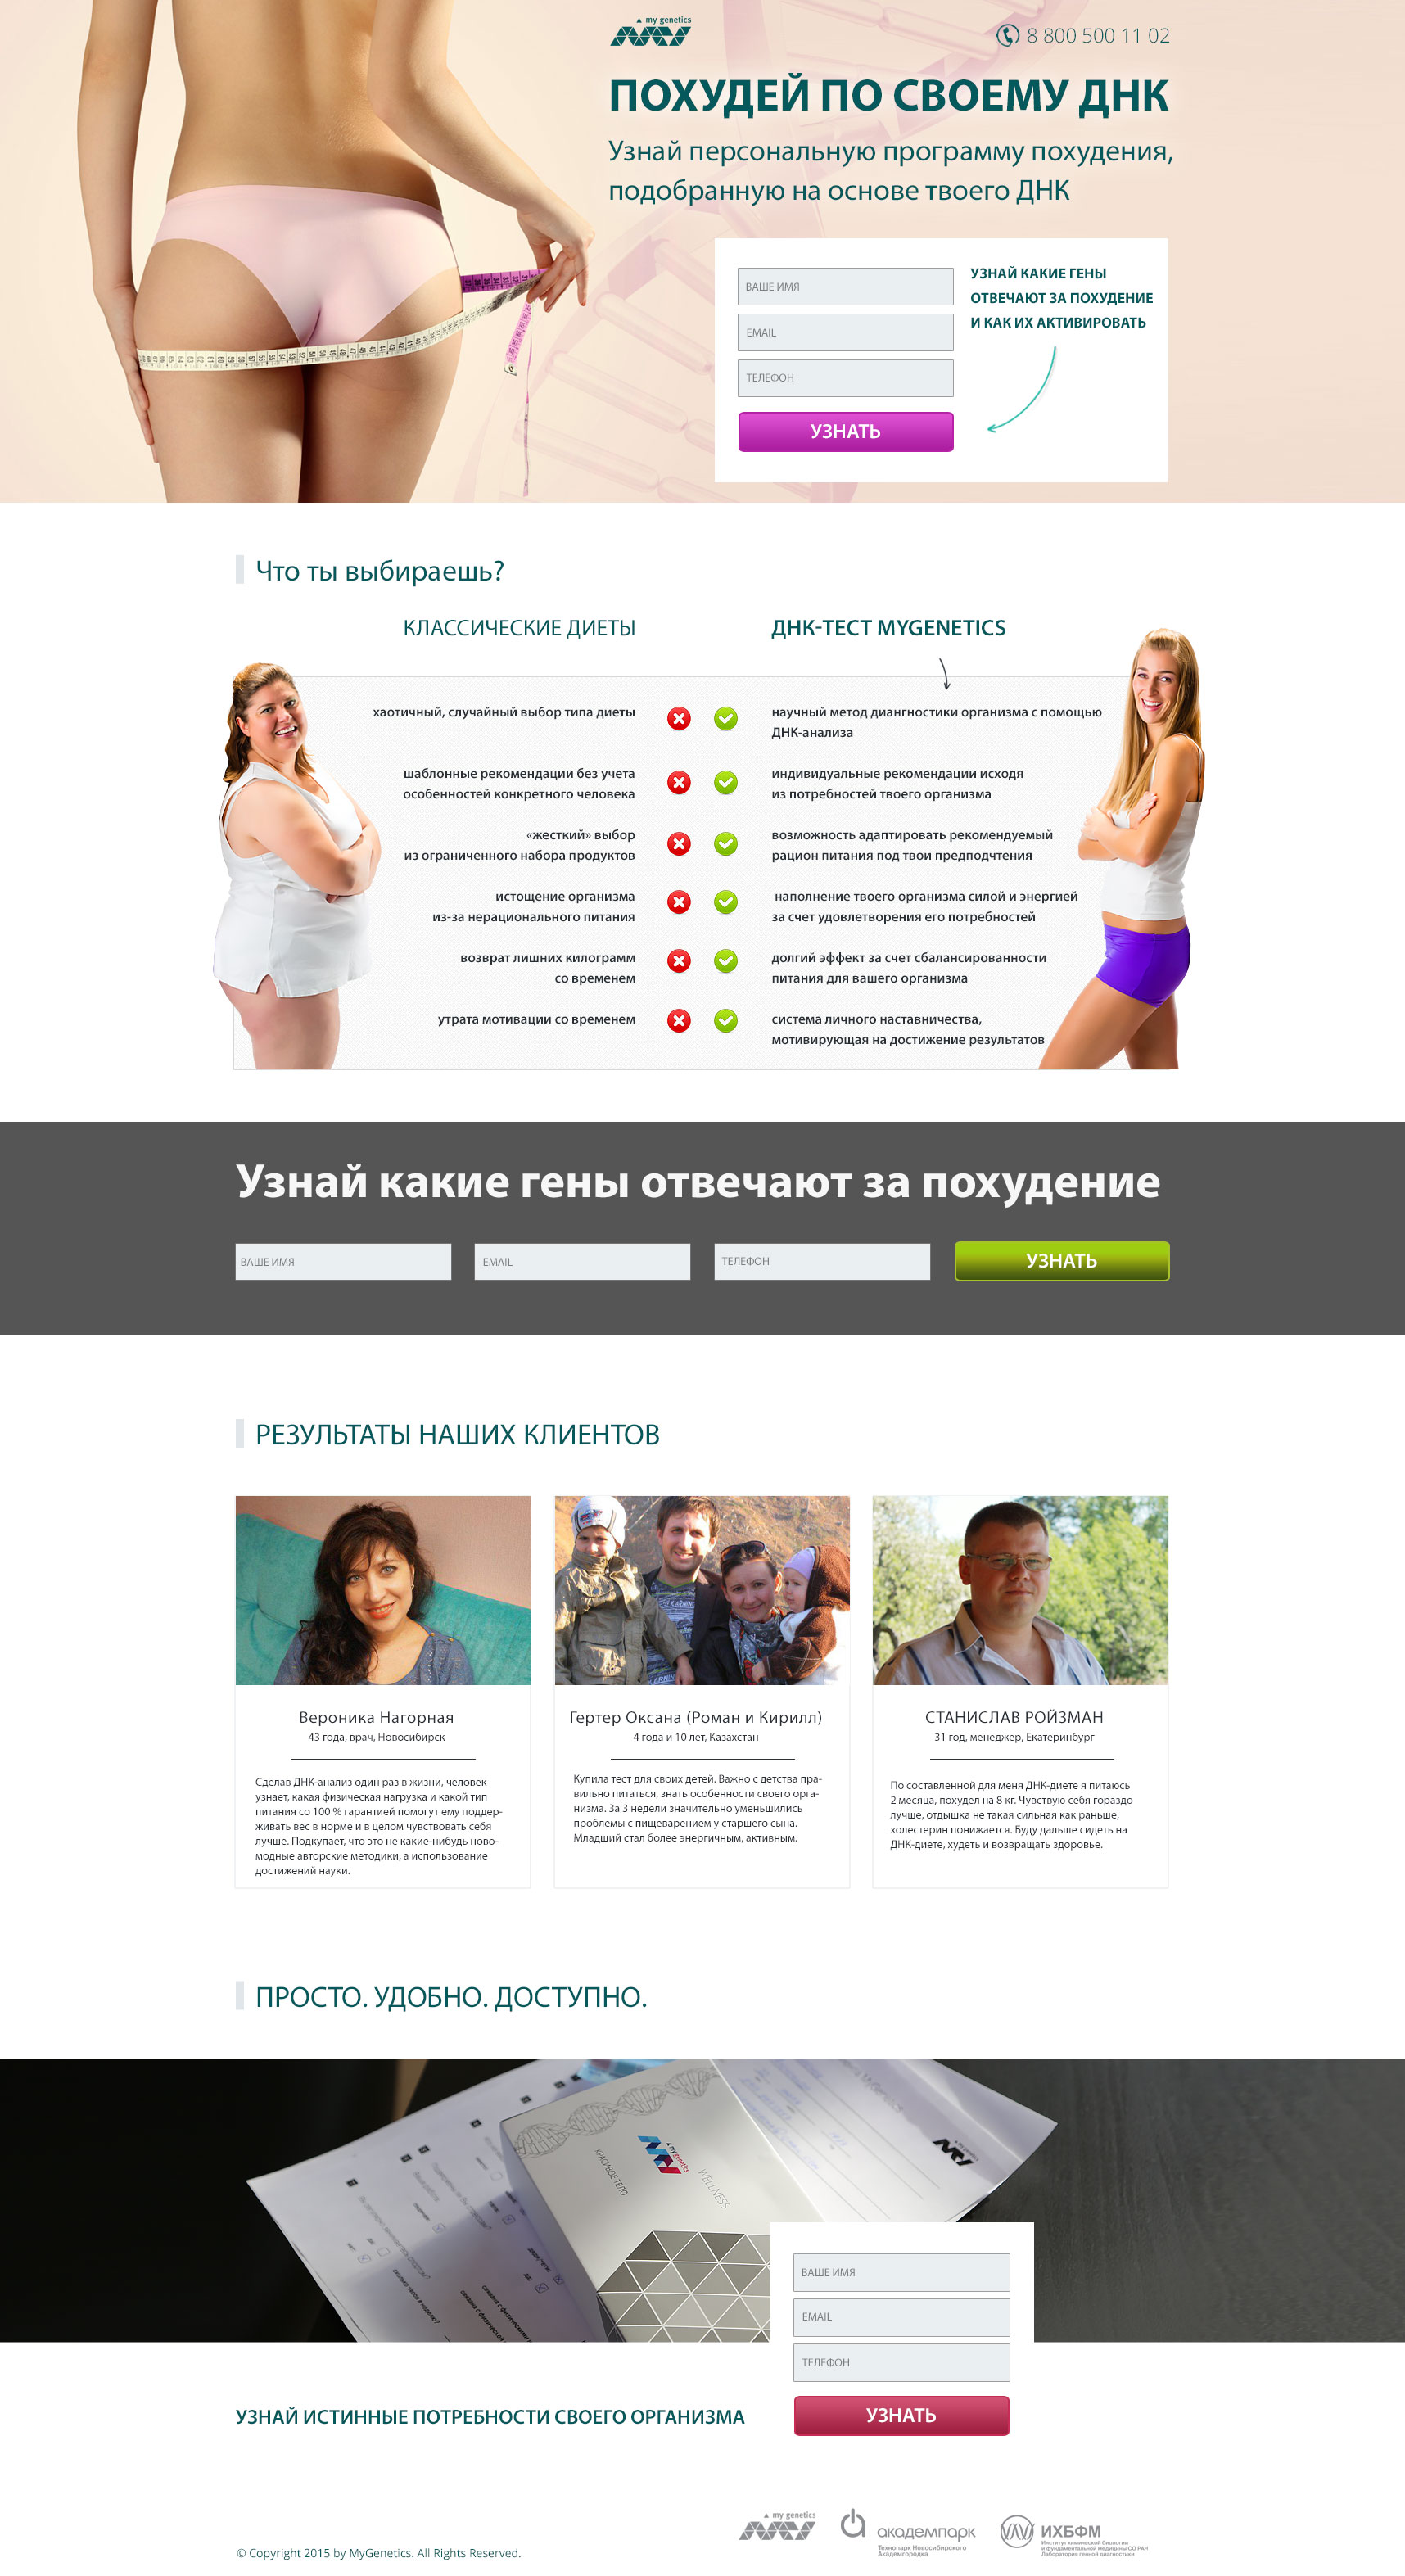 my genetics
8 800 500 11 02
ПОХУДЕЙ ПО СВОЕМУ ДНК
Узнай персональную программу похудения,
подобранную на основе твоего ДНК
ВАШЕ ИМЯ
EMAIL
ТЕЛЕФОН
УЗНАТЬ
УЗНАЙ КАКИЕ ГЕНЫ
ОТВЕЧАЮТ ЗА ПОХУДЕНИЕ
И КАК ИХ АКТИВИРОВАТЬ
Что ты выбираешь?
КЛАССИЧЕСКИЕ ДИЕТЫ
ДНК-ТЕСТ MYGENETICS
хаотичный, случайный выбор типа диеты
научный метод диангностики организма с помощью
ДНК-анализа
шаблонные рекомендации без учета
особенностей конкретного человека
индивидуальные рекомендации исходя
из потребностей твоего организма
«жесткий» выбор
из ограниченного набора продуктов
возможность адаптировать рекомендуемый
рацион питания под твои предподчтения
истощение организма
из-за нерационального питания
наполнение твоего организма силой и энергией
за счет удовлетворения его потребностей
возврат лишних килограмм
со временем
долгий эффект за счет сбалансированности
питания для вашего организма
утрата мотивации со временем
система личного наставничества,
мотивирующая на достижение результатов
Узнай какие гены отвечают за похудение
ВАШЕ ИМЯ
EMAIL
ТЕЛЕФОН
УЗНАТЬ
РЕЗУЛЬТАТЫ НАШИХ КЛИЕНТОВ
Вероника Нагорная
43 года, врач, Новосибирск
Сделав ДНК-анализ один раз в жизни, человек
узнает, какая физическая нагрузка и какой тип
питания со 100 % гарантией помогут ему поддер-
живать вес в норме и в целом чувствовать себя
лучше. Подкупает, что это не какие-нибудь ново-
модные авторские методики, а использование
достижений науки.
Гертер Оксана (Роман и Кирилл)
4 года и 10 лет, Казахстан
Купила тест для своих детей. Важно с детства пра-
вильно питаться, знать особенности своего орга-
низма. За 3 недели значительно уменьшились
проблемы с пищеварением у старшего сына.
Младший стал более энергичным, активным.
СТАНИСЛАВ РОЙЗМАН
31 год, менеджер, Екатеринбург
По составленной для меня ДНК-диете я питаюсь
2 месяца, похудел на 8 кг. Чувствую себя гораздо
лучше, отдышка не такая сильная как раньше,
холестерин понижается. Буду дальше сидеть на
ДНК-диете, худеть и возвращать здоровье.
ПРОСТО. УДОБНО. ДОСТУПНО.
my genetics
КРАСИВОЕ ТЕЛО
WELLNESS
ВАШЕ ИМЯ
EMAIL
ТЕЛЕФОН
УЗНАТЬ
УЗНАЙ ИСТИННЫЕ ПОТРЕБНОСТИ СВОЕГО ОРГАНИЗМА
© Copyright 2015 by MyGenetics. All Rights Reserved.
my genetics
академпарк
Технопарк Новосибирского
Академгородка
ИХБФМ
Институт химической биологии
и фундаментальной медицины СО РАН
Лаборатория генной диагностики